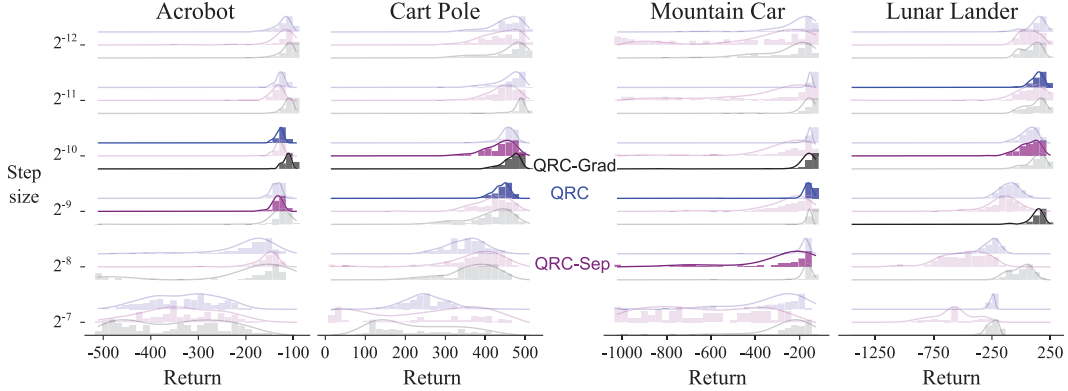 Acrobot Cart Pole Mountain Car Lunar Lander
2-12
2-11
2-10
QRC-Grad
Step
size
2-9
QRC
2-8
QRC-Sep
2-7
-500 -400 -300 -200 -100 0 100 200 300 400 500 -1000 -800 -600 -400 -200 -1250 -750 -250 250
Return Return Return Return